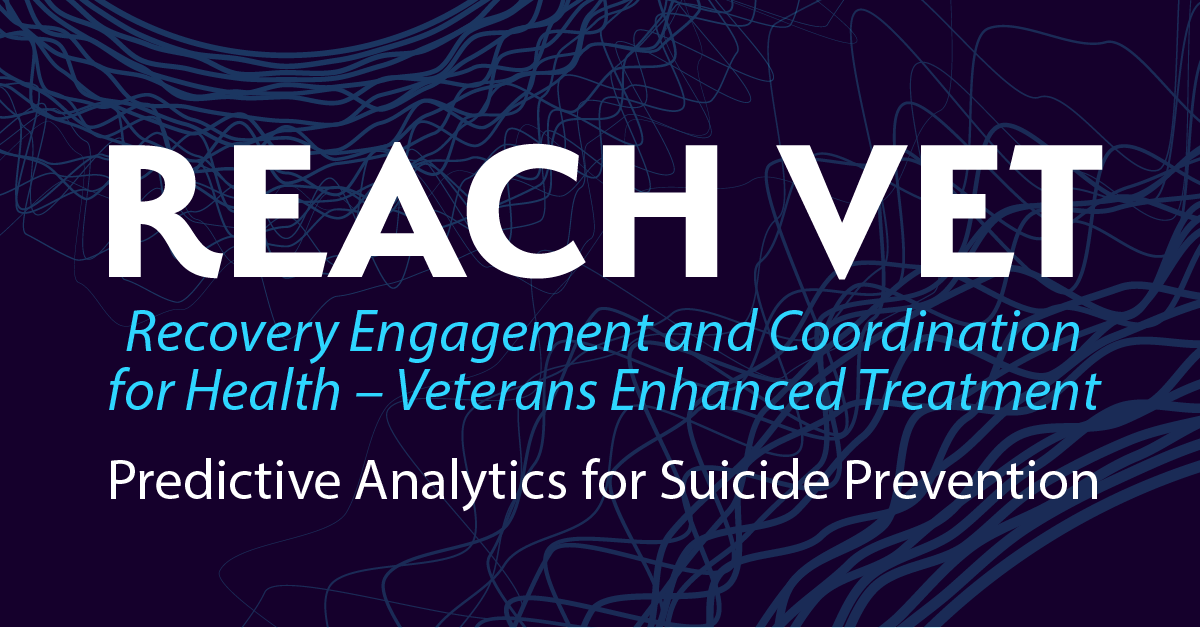 REACH VET
Recovery Engagement and Coordination
for Health – Veterans Enhanced Treatment
Predictive Analytics for Suicide Prevention